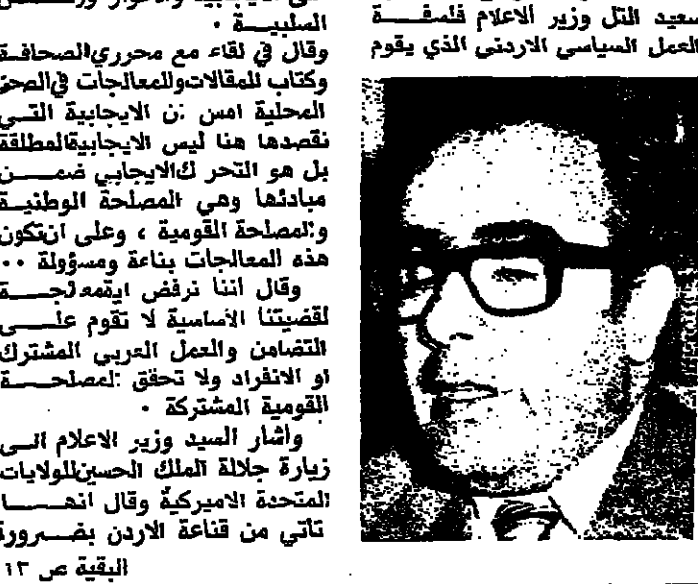 سعيد التل وزير الاعلام فلسفة
العمل السياسي الاردني الذي يقوم
السلبية .
وقال في لقاء مع محرري الصحافة
وكتاب المقالات والمعالجات في الصحف
المحلية امس ان الايجابية التي
نقصدها هنا ليس الايجابية المطلقة
بل هو التحرك الايجابي ضمن
مبادئها وهي المصلحة الوطنية
والمصلحة القومية ، وعلى ان تكون
هذه المعالجات بناءة ومسؤولة ..
وقال اننا نرفض اية معالجة
لقضيتنا الأساسية لا تقوم على
التضامن والعمل العربي المشترك
او الانفراد ولا تحقق المصلحة
القومية المشتركة .
واشار السيد وزير الاعلام الى
زيارة جلالة الملك الحسين للولايات
المتحدة الاميركية وقال انها
تأتي من قناعة الاردن بضرورة
البقية ص ١٣